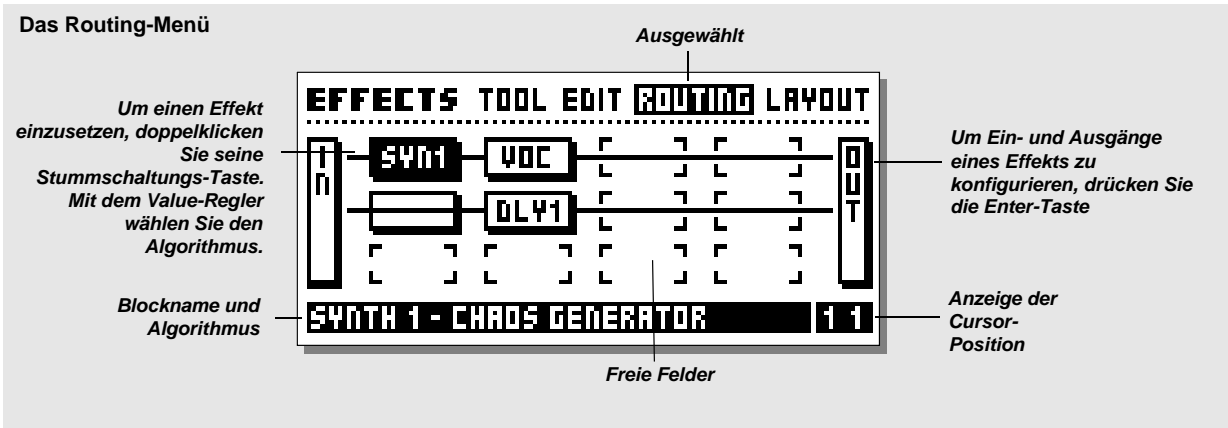 Das Routing-Menü
Ausgewählt
EFFECTS TOOL EDIT ROUTING LAYOUT
Um einen Effekt
einzusetzen, doppelklicken
Sie seine
Stummschaltungs-Taste.
Mit dem Value-Regler
wählen Sie den
Algorithmus.
IN
SYN1 VOC
DLY1
OUT
Um Ein- und Ausgänge
eines Effekts zu
konfigurieren, drücken Sie
die Enter-Taste
Blockname und
Algorithmus
SYNTH 1 - CHAOS GENERATOR 1 1
Anzeige der
Cursor-
Position
Freie Felder